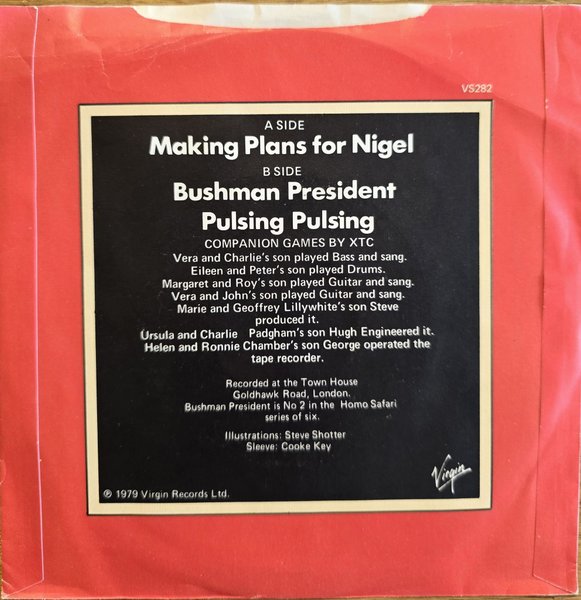 VS282
A SIDE
Making Plans for Nigel
B SIDE
Bushman President
Pulsing Pulsing
COMPANION GAMES BY XTC
Vera and Charlie's son played Bass and sang.
Eileen and Peter's son played Drums.
Margaret and Roy's son played Guitar and sang.
Vera and John's son played Guitar and sang.
Marie and Geoffrey Lillywhite's son Steve
produced it.
Ursula and Charlie Padgham's son Hugh Engineered it.
Helen and Ronnie Chamber's son George operated the
tape recorder.
Recorded at the Town House
Goldhawk Road, London.
Bushman President is No 2 in the Homo Safari
series of six.
Illustrations: Steve Shotter
Sleeve: Cooke Key
Virgin
℗ 1979 Virgin Records Ltd.